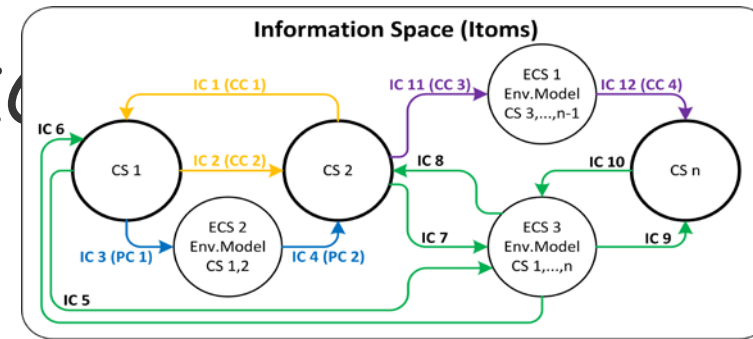 Information Space (Itoms)
IC 1 (CC 1)
IC 11 (CC 3)
ECS 1
Env.Model
CS 3,...,n-1
IC 12 (CC 4)
IC 6
CS 1
IC 2 (CC 2)
CS 2
IC 8
IC 10
CS n
IC 3 (PC 1)
ECS 2
Env.Model
CS 1,2
IC 4 (PC 2)
IC 7
ECS 3
Env.Model
CS 1,...,n
IC 9
IC 5